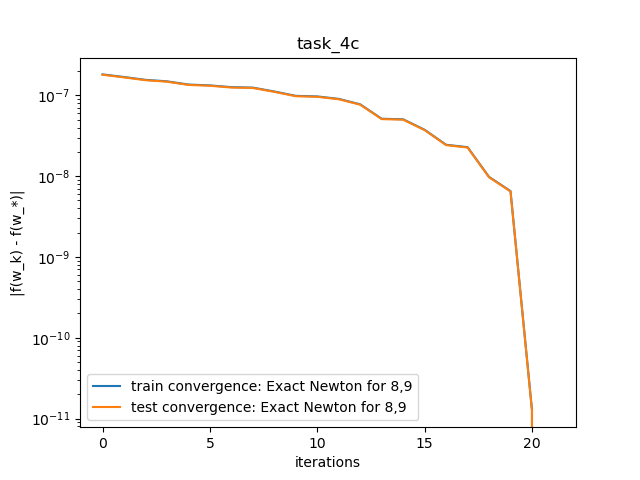 task_4c
|f(w_k) - f(w_*)|
10⁻⁷
10⁻⁸
10⁻⁹
10⁻¹⁰
10⁻¹¹
train convergence: Exact Newton for 8,9
test convergence: Exact Newton for 8,9
0 5 10 15 20
iterations